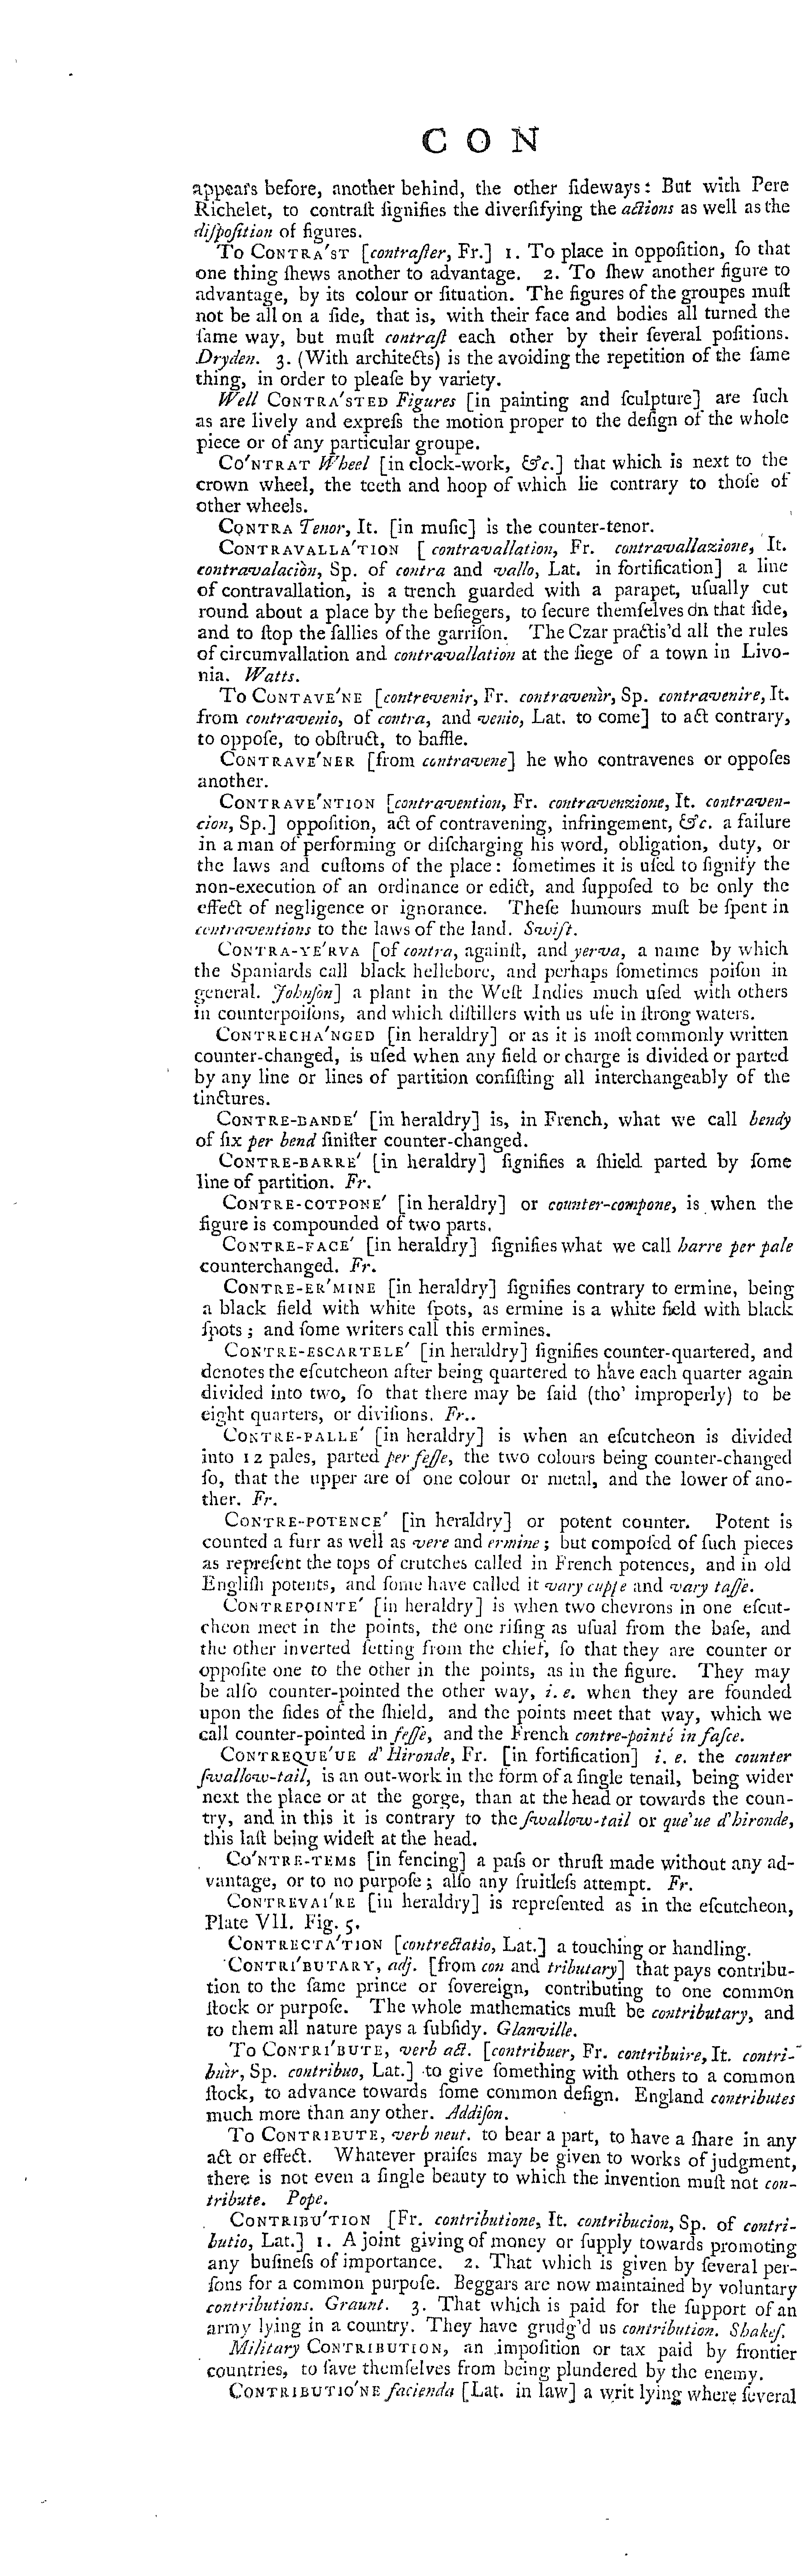 CON
appears before, another behind, the other ſideways: But with Pere
Richelet, to contraſt ſignifies the diverſifying the actions as well as the
diſpoſition of figures.
To CONTRA'ST [contraſter, Fr.] 1. To place in oppoſition, ſo that
one thing ſhews another to advantage. 2. To ſhew another figure to
advantage, by its colour or ſituation. The figures of the groupes muſt
not be all on a ſide, that is, with their face and bodies all turned the
ſame way, but muſt contraſt each other by their ſeveral poſitions.
Dryden. 3. (With architects) is the avoiding the repetition of the ſame
thing, in order to pleaſe by variety.
Well CONTRA'STED Figures [in painting and ſculpture] are ſuch
as are lively and expreſs the motion proper to the deſign of the whole
piece or of any particular groupe.
CO'NTRAT Wheel [in clock-work, &c.] that which is next to the
crown wheel, the teeth and hoop of which lie contrary to thoſe of
other wheels.
CONTRA Tenor, It. [in muſic] is the counter-tenor.
CONTRAVALLA'TION [contravallation, Fr. contravallazione, It.
contravalaciòn, Sp. of contra and vallo, Lat. in fortification] a line
of contravallation, is a trench guarded with a parapet, uſually cut
round about a place by the beſiegers, to ſecure themſelves on that ſide,
and to ſtop the ſallies of the garriſon. The Czar practis'd all the rules
of circumvallation and contravallation at the ſiege of a town in Livo-
nia. Watts.
To CONTAVE'NE [contrevenir, Fr. contravenìr, Sp. contravenire, It.
from contravenio, of contra, and venio, Lat. to come] to act contrary,
to oppoſe, to obſtruct, to baffle.
CONTRAVE'NER [from contravene] he who contravenes or oppoſes
another.
CONTRAVE'NTION [contravention, Fr. contravenzione, It. contraven-
cion, Sp.] oppoſition, act of contravening, infringement, &c. a failure
in a man of performing or diſcharging his word, obligation, duty, or
the laws and cuſtoms of the place: ſometimes it is uſed to ſignify the
non-execution of an ordinance or edict, and ſuppoſed to be only the
effect of negligence or ignorance. Theſe humours muſt be ſpent in
contraventions to the laws of the land. Swift.
CONTRA-YE'RVA [of contra, againſt, and yerva, a name by which
the Spaniards call black hellebore, and perhaps ſometimes poiſon in
general. Johnſon] a plant in the Weſt Indies much uſed with others
in counterpoiſons, and which diſtillers with us uſe in ſtrong waters.
CONTRECHA'NGED [in heraldry] or as it is moſt commonly written
counter-changed, is uſed when any field or charge is divided or parted
by any line or lines of partition conſiſting all interchangeably of the
tinctures.
CONTRE-BANDE' [in heraldry] is, in French, what we call bendy
of ſix per bend ſiniſter counter-changed.
CONTRE-BARRE' [in heraldry] ſignifies a ſhield parted by ſome
line of partition. Fr.
CONTRE-COTPONE' [in heraldry] or counter-compone, is when the
figure is compounded of two parts.
CONTRE-FACE' [in heraldry] ſignifies what we call barre per pale
counterchanged. Fr.
CONTRE-ER'MINE [in heraldry] ſignifies contrary to ermine, being
a black field with white ſpots, as ermine is a white field with black
ſpots; and ſome writers call this ermines.
CONTRE-ESCARTELE' [in heraldry] ſignifies counter-quartered, and
denotes the eſcutcheon after being quartered to have each quarter again
divided into two, ſo that there may be ſaid (tho' improperly) to be
eight quarters, or diviſions. Fr..
CONTRE-PALLE' [in heraldry] is when an eſcutcheon is divided
into 12 pales, parted per feſſe, the two colours being counter-changed
ſo, that the upper are of one colour or metal, and the lower of ano-
ther. Fr.
CONTRE-POTENCE' [in heraldry] or potent counter. Potent is
counted a furr as well as vere and ermine; but compoſed of ſuch pieces
as repreſent the tops of crutches called in French potences, and in old
Engliſh potents, and ſome have called it vary cuppe and vary taſſe.
CONTREPOINTE' [in heraldry] is when two chevrons in one eſcut-
cheon meet in the points, the one riſing as uſual from the baſe, and
the other inverted ſetting from the chief, ſo that they are counter or
oppoſite one to the other in the points, as in the figure. They may
be alſo counter-pointed the other way, i. e. when they are founded
upon the ſides of the ſhield, and the points meet that way, which we
call counter-pointed in feſſe, and the French contre-pointé in faſce.
CONTREQUE'UE d' Hironde, Fr. [in fortification] i. e. the counter
ſwallow-tail, is an out-work in the form of a ſingle tenail, being wider
next the place or at the gorge, than at the head or towards the coun-
try, and in this it is contrary to the ſwallow-tail or que'ue d'hironde,
this laſt being wideſt at the head.
CO'NTRE-TEMS [in fencing] a paſs or thruſt made without any ad-
vantage, or to no purpoſe; alſo any fruitleſs attempt. Fr.
CONTREVAI'RE [in heraldry] is repreſented as in the eſcutcheon,
Plate VII. Fig. 5.
CONTRECTA'TION [contrectatio, Lat.] a touching or handling.
CONTRI'BUTARY, adj. [from con and tributary] that pays contribu-
tion to the ſame prince or ſovereign, contributing to one common
ſtock or purpoſe. The whole mathematics muſt be contributary, and
to them all nature pays a ſubſidy. Glanville.
To CONTRI'BUTE, verb act. [contribuer, Fr. contribuire, It. contri-
buìr, Sp. contribuo, Lat.] to give ſomething with others to a common
ſtock, to advance towards ſome common deſign. England contributes
much more than any other. Addiſon.
To CONTRIBUTE, verb neut. to bear a part, to have a ſhare in any
act or effect. Whatever praiſes may be given to works of judgment,
there is not even a ſingle beauty to which the invention muſt not con-
tribute. Pope.
CONTRIBU'TION [Fr. contributione, It. contribucion, Sp. of contri-
butio, Lat.] 1. A joint giving of money or ſupply towards promoting
any buſineſs of importance. 2. That which is given by ſeveral per-
ſons for a common purpoſe. Beggars are now maintained by voluntary
contributions. Graunt. 3. That which is paid for the ſupport of an
army lying in a country. They have grudg'd us contribution. Shakeſ.
Military CONTRIBUTION, an impoſition or tax paid by frontier
countries, to ſave themſelves from being plundered by the enemy.
CONTRIBUTIO'NE facienda [Lat. in law] a writ lying where ſeveral